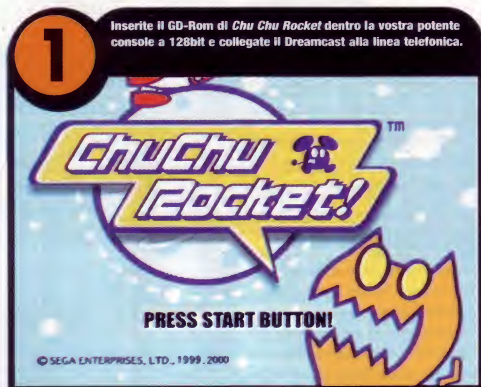 1
Inserite il GD-Rom di Chu Chu Rocket dentro la vostra potente
console a 128bit e collegate il Dreamcast alla linea telefonica.
ChuChu
Rocket!
TM
PRESS START BUTTON!
© SEGA ENTERPRISES, LTD., 1999, 2000